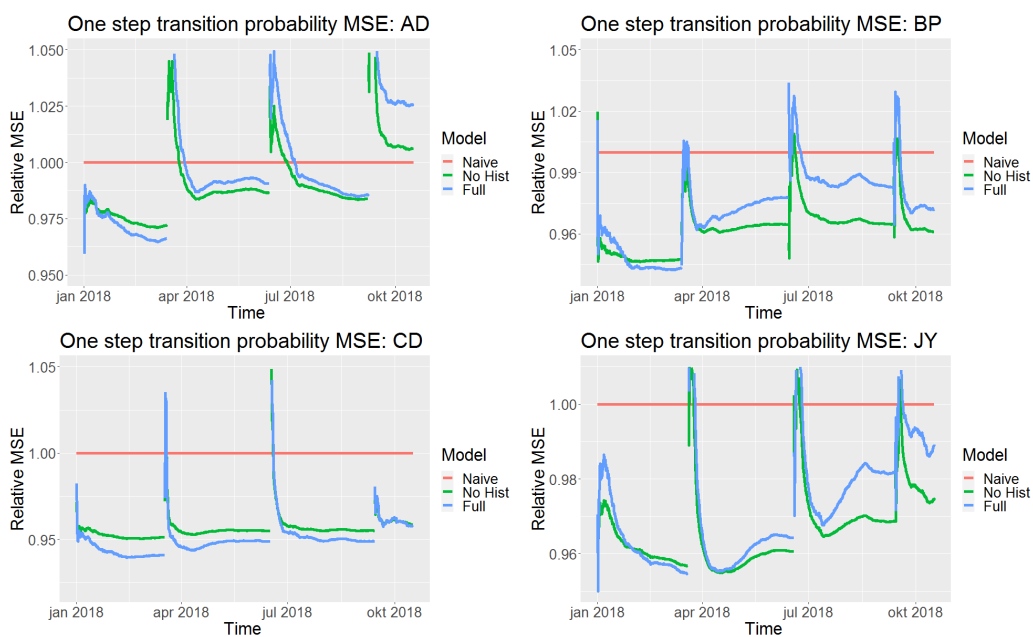 One step transition probability MSE: AD
1.050
1.025
1.000
0.975
0.950
Relative MSE
jan 2018
apr 2018
jul 2018
okt 2018
Time
Model
Naive
No Hist
Full
One step transition probability MSE: BP
1.05
1.02
0.99
0.96
Relative MSE
jan 2018
apr 2018
jul 2018
okt 2018
Time
Model
Naive
No Hist
Full
One step transition probability MSE: CD
1.05
1.00
0.95
Relative MSE
jan 2018
apr 2018
jul 2018
okt 2018
Time
Model
Naive
No Hist
Full
One step transition probability MSE: JY
1.00
0.98
0.96
Relative MSE
jan 2018
apr 2018
jul 2018
okt 2018
Time
Model
Naive
No Hist
Full